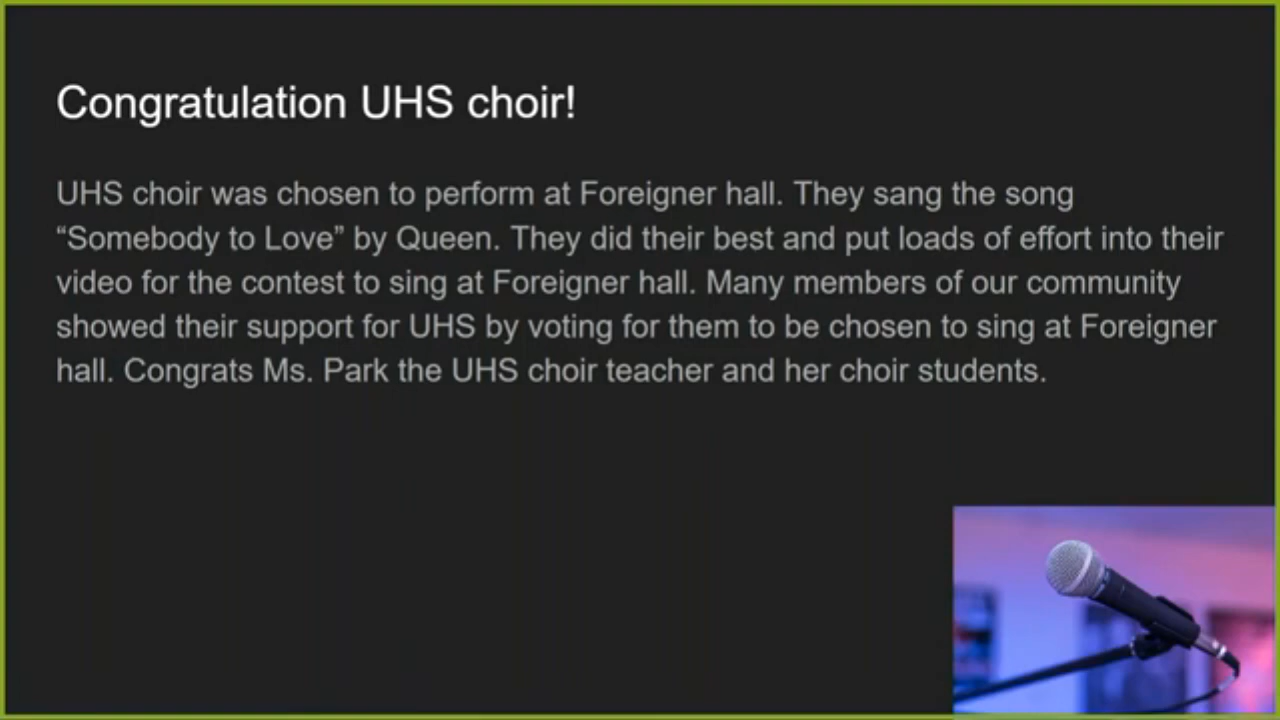 Congratulation UHS choir!
UHS choir was chosen to perform at Foreigner hall. They sang the song
“Somebody to Love” by Queen. They did their best and put loads of effort into their
video for the contest to sing at Foreigner hall. Many members of our community
showed their support for UHS by voting for them to be chosen to sing at Foreigner
hall. Congrats Ms. Park the UHS choir teacher and her choir students.